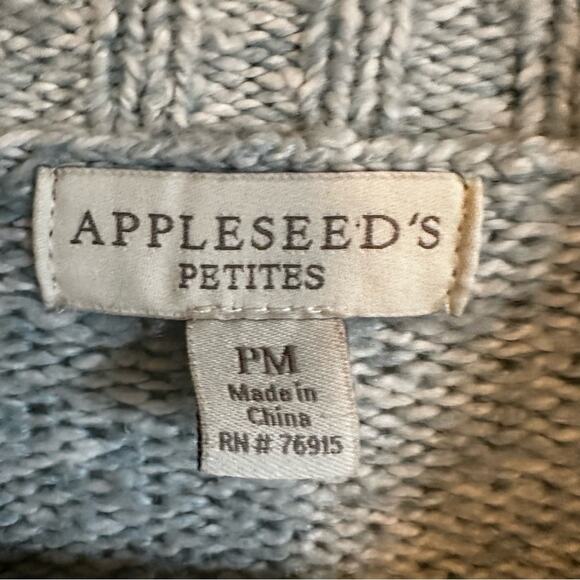 APPLESEED'S
PETITES
PM
Made in
China
RN# 76915